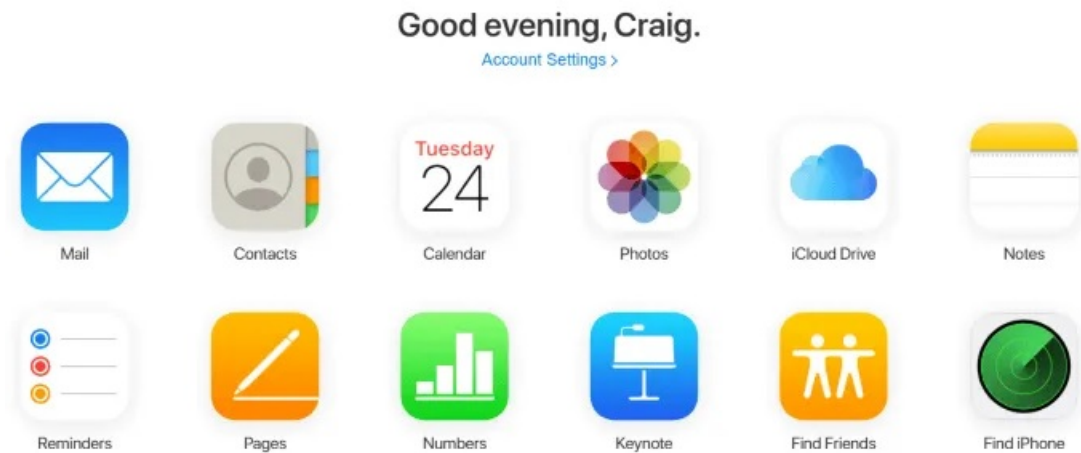 Good evening, Craig.
Account Settings >
Tuesday
24
Mail
Contacts
Calendar
Photos
iCloud Drive
Notes
Reminders
Pages
Numbers
Keynote
Find Friends
Find iPhone